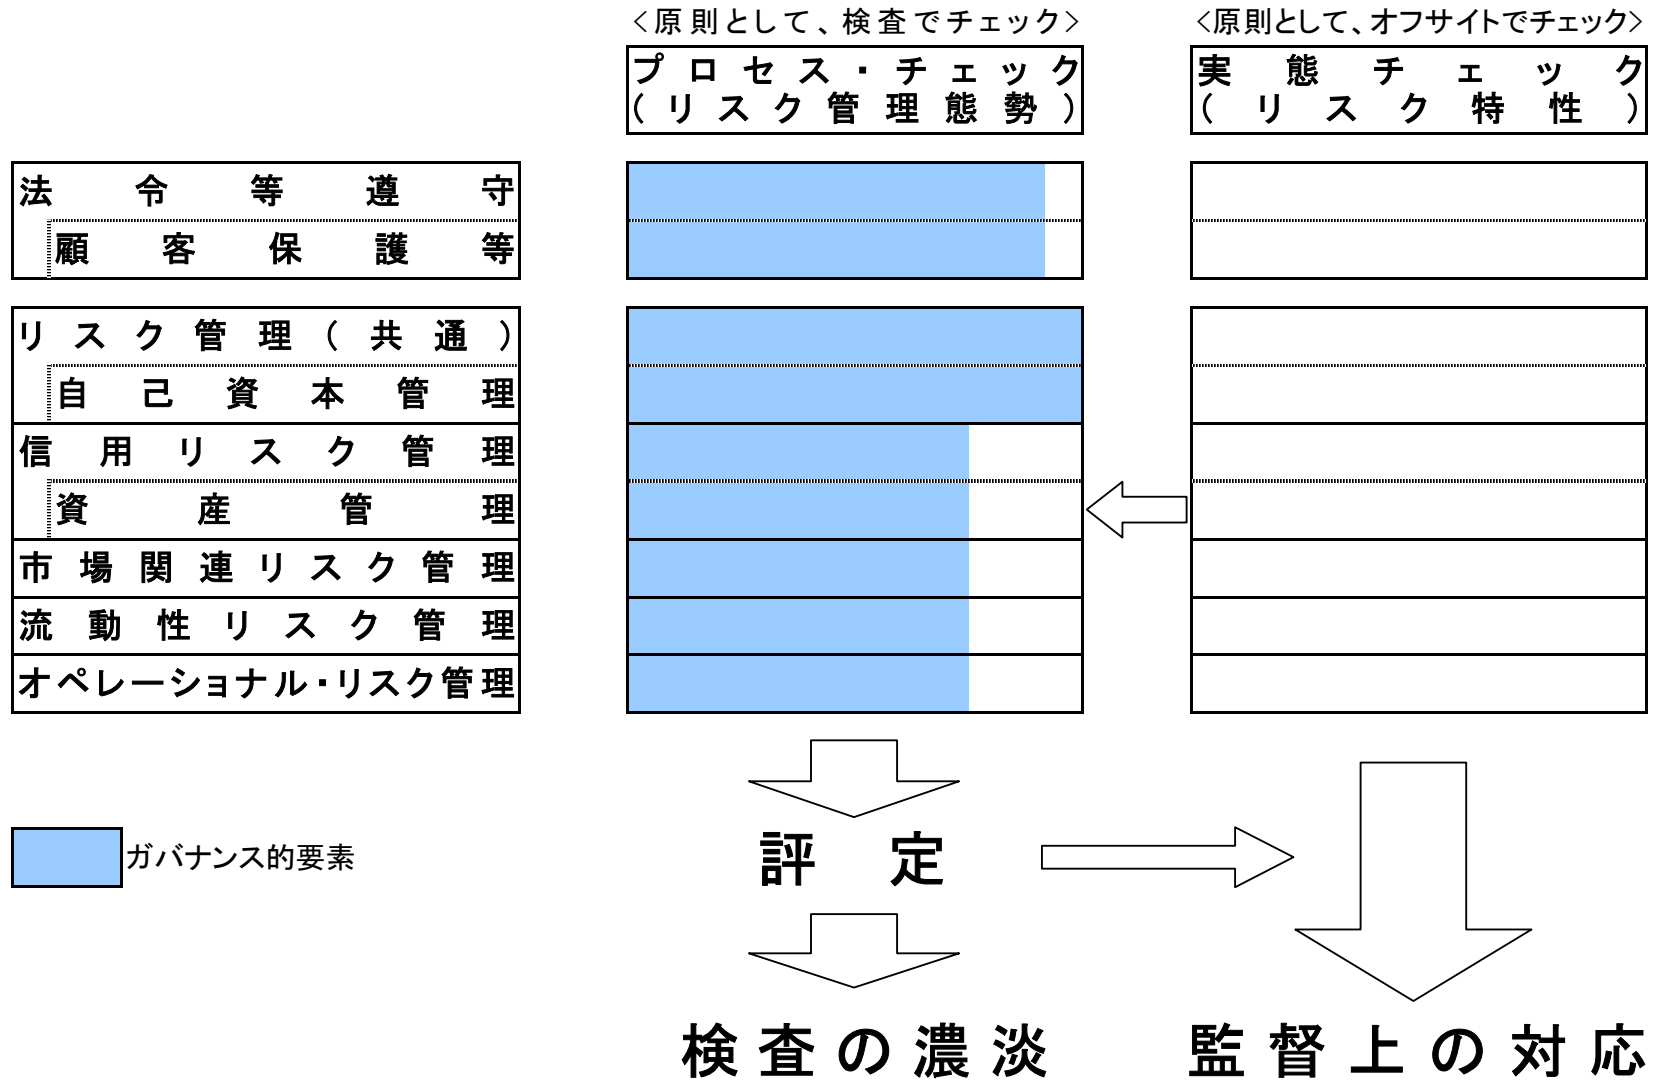 <原則として、検査でチェック>
<原則として、オフサイトでチェック>
プロセス・チェック
(リスク管理態勢)
実態チェック
(リスク特性)
法令等遵守
顧客保護等
リスク管理(共通)
自己資本管理
信用リスク管理
資産管理
市場関連リスク管理
流動性リスク管理
オペレーショナル・リスク管理
ガバナンス的要素
評定
検査の濃淡
監督上の対応